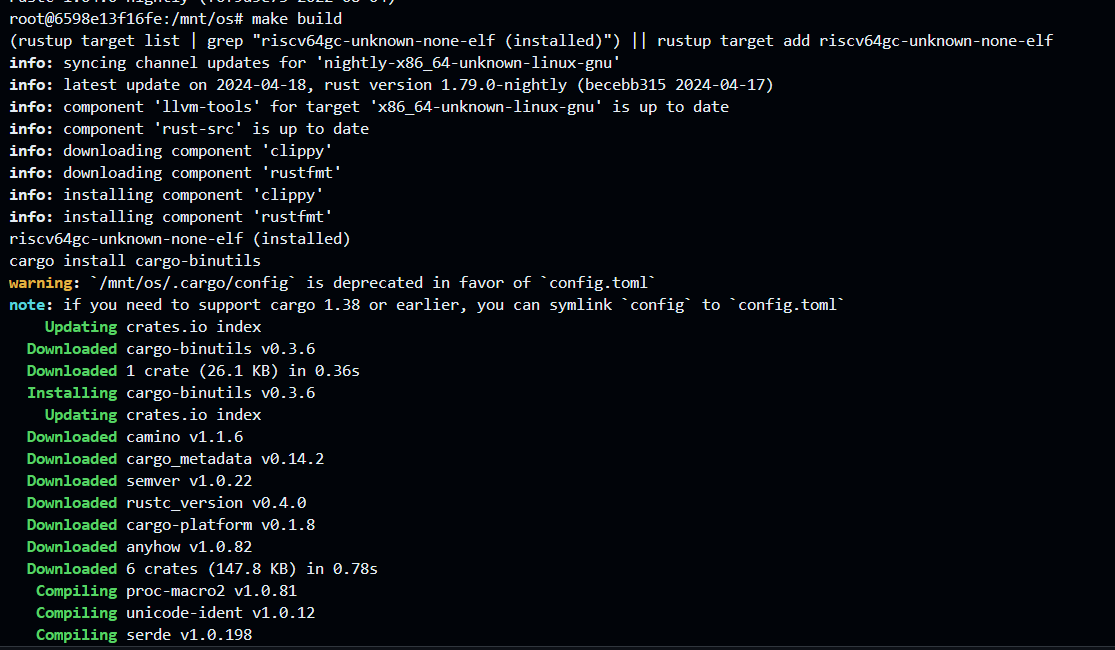 root@6598e13f16fe:/mnt/os# make build
(rustup target list | grep "riscv64gc-unknown-none-elf (installed)") || rustup target add riscv64gc-unknown-none-elf
info: syncing channel updates for 'nightly-x86_64-unknown-linux-gnu'
info: latest update on 2024-04-18, rust version 1.79.0-nightly (becebb315 2024-04-17)
info: component 'llvm-tools' for target 'x86_64-unknown-linux-gnu' is up to date
info: component 'rust-src' is up to date
info: downloading component 'clippy'
info: downloading component 'rustfmt'
info: installing component 'clippy'
info: installing component 'rustfmt'
riscv64gc-unknown-none-elf (installed)
cargo install cargo-binutils
warning: `/mnt/os/.cargo/config` is deprecated in favor of `config.toml`
note: if you need to support cargo 1.38 or earlier, you can symlink `config` to `config.toml`
Updating crates.io index
Downloaded cargo-binutils v0.3.6
Downloaded 1 crate (26.1 KB) in 0.36s
Installing cargo-binutils v0.3.6
Updating crates.io index
Downloaded camino v1.1.6
Downloaded cargo_metadata v0.14.2
Downloaded semver v1.0.22
Downloaded rustc_version v0.4.0
Downloaded cargo-platform v0.1.8
Downloaded anyhow v1.0.82
Downloaded 6 crates (147.8 KB) in 0.78s
Compiling proc-macro2 v1.0.81
Compiling unicode-ident v1.0.12
Compiling serde v1.0.198